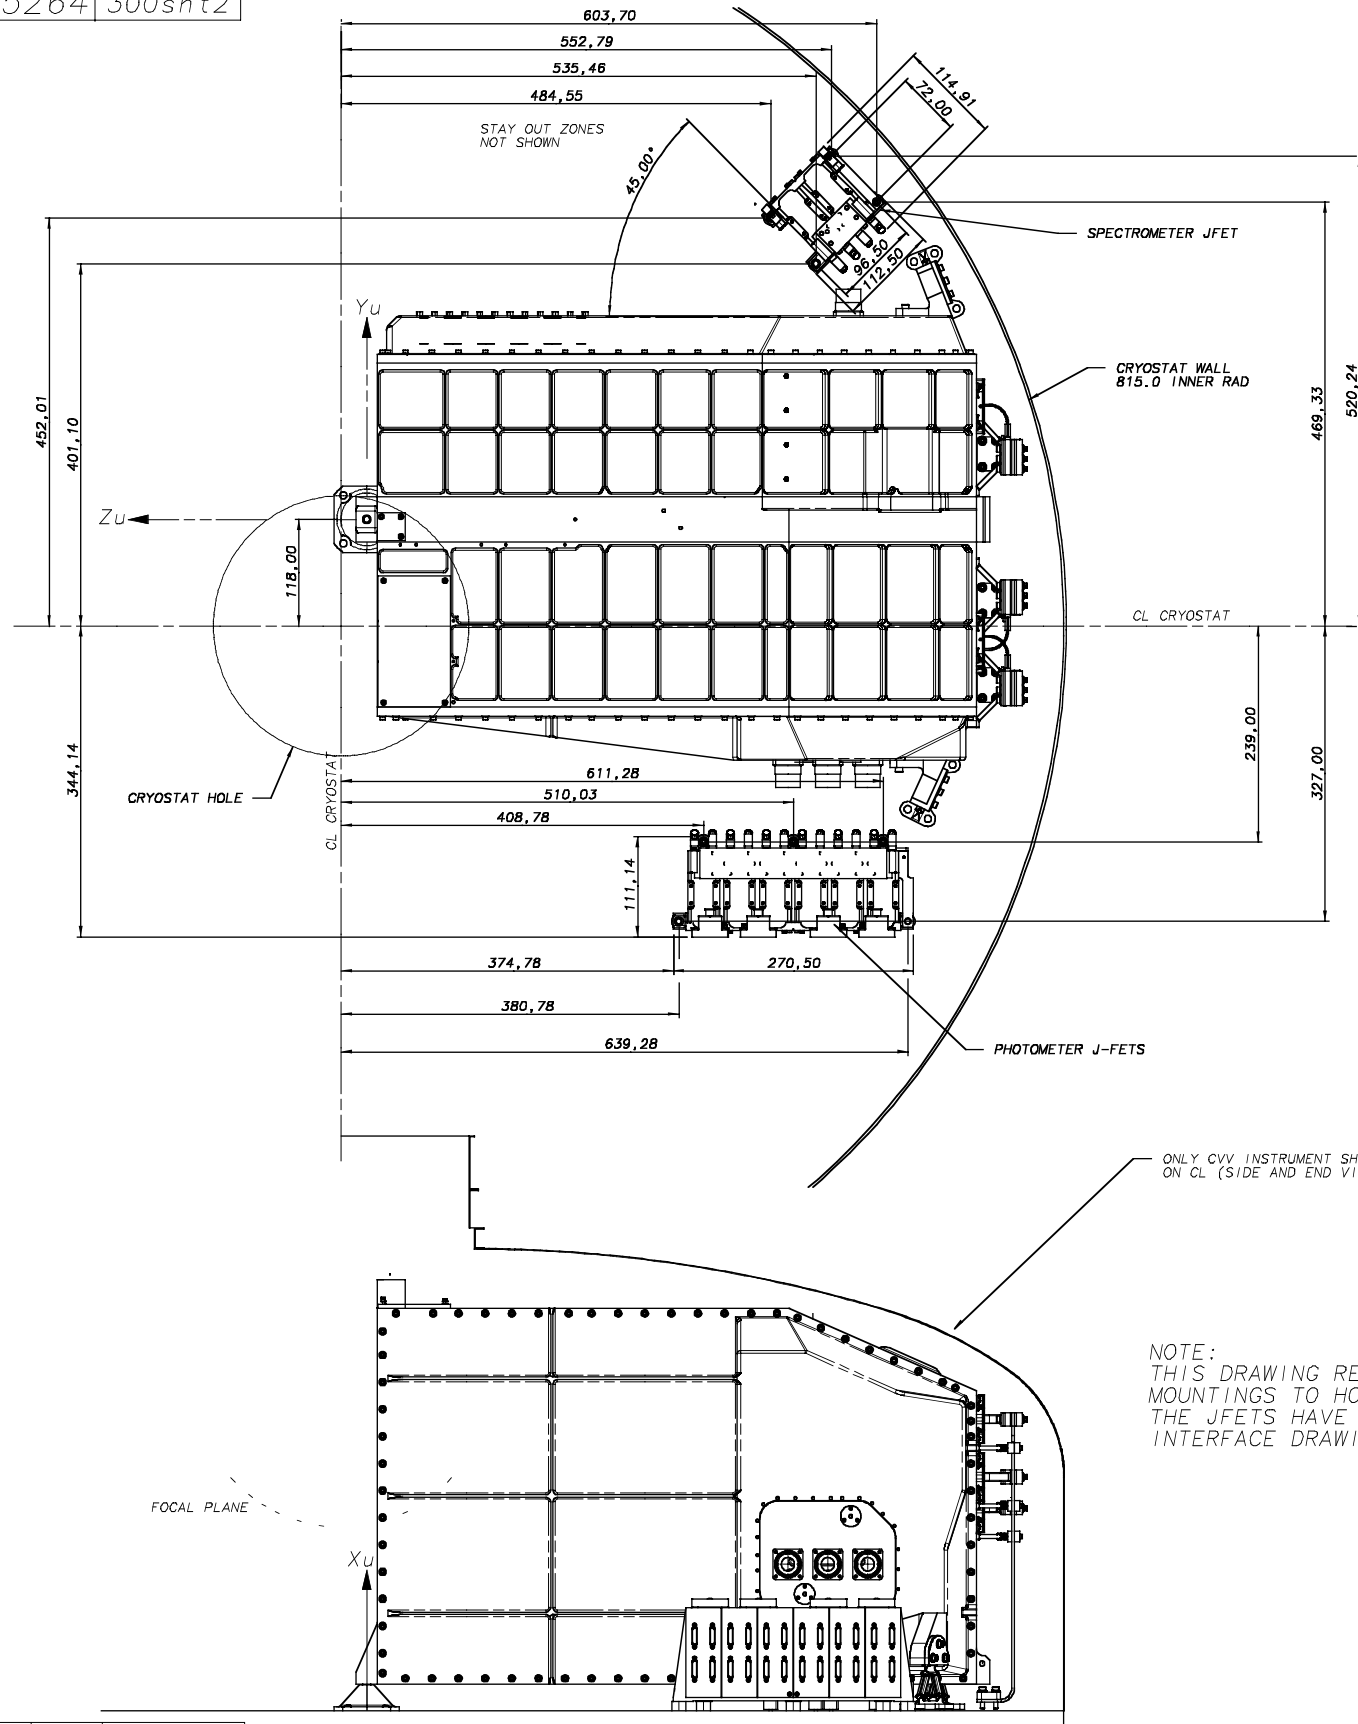 5264 300sht2
603,70
552,79
535,46
484,55
114,91
72,00
STAY OUT ZONES
NOT SHOWN
45,00°
SPECTROMETER JFET
96,50
112,50
Yu
CRYOSTAT WALL
815.0 INNER RAD
452,01
401,10
469,33
520,24
Zu
118,00
CL CRYOSTAT
344,14
239,00
327,00
CRYOSTAT HOLE
CL CRYOSTAT
611,28
510,03
408,78
111,14
374,78
270,50
380,78
639,28
PHOTOMETER J-FETS
ONLY CVV INSTRUMENT SH
ON CL (SIDE AND END VI
NOTE:
THIS DRAWING RE
MOUNTINGS TO HO
THE JFETS HAVE
INTERFACE DRAWI
FOCAL PLANE
Xu